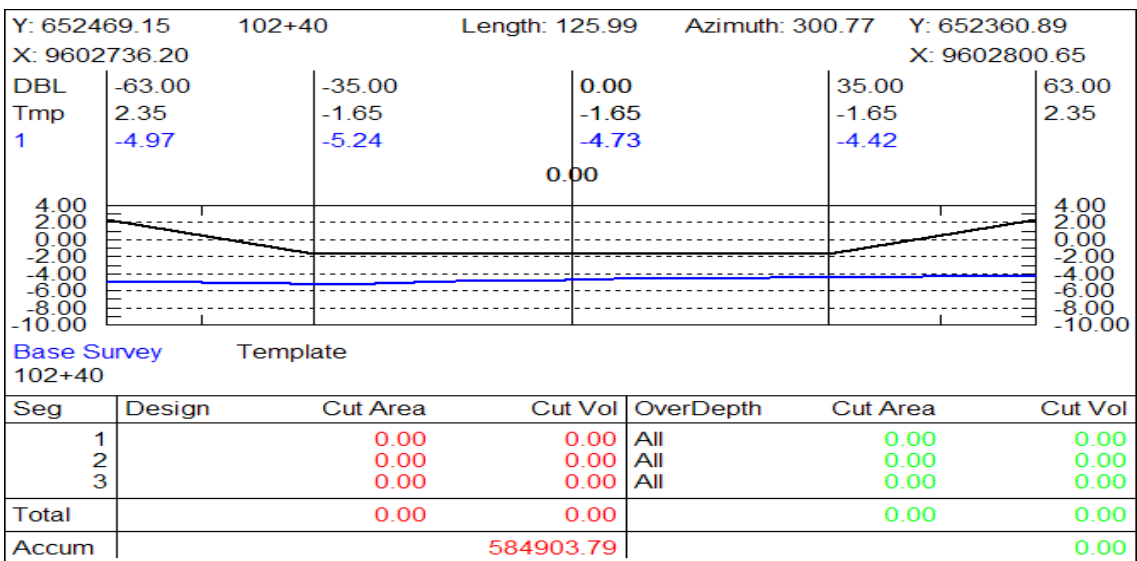 Y: 652469.15 102+40 Length: 125.99 Azimuth: 300.77 Y: 652360.89
X: 9602736.20 X: 9602800.65
DBL -63.00 -35.00 0.00 35.00 63.00
Tmp 2.35 -1.65 -1.65 -1.65 2.35
1 -4.97 -5.24 -4.73 -4.42
0.00
4.00 4.00
2.00 2.00
0.00 0.00
-2.00 -2.00
-4.00 -4.00
-6.00 -6.00
-8.00 -8.00
-10.00 -10.00
Base Survey Template
102+40
Seg Design Cut Area Cut Vol OverDepth Cut Area Cut Vol
1 0.00 0.00 All 0.00 0.00
2 0.00 0.00 All 0.00 0.00
3 0.00 0.00 All 0.00 0.00
Total 0.00 0.00 0.00 0.00
Accum 584903.79 0.00